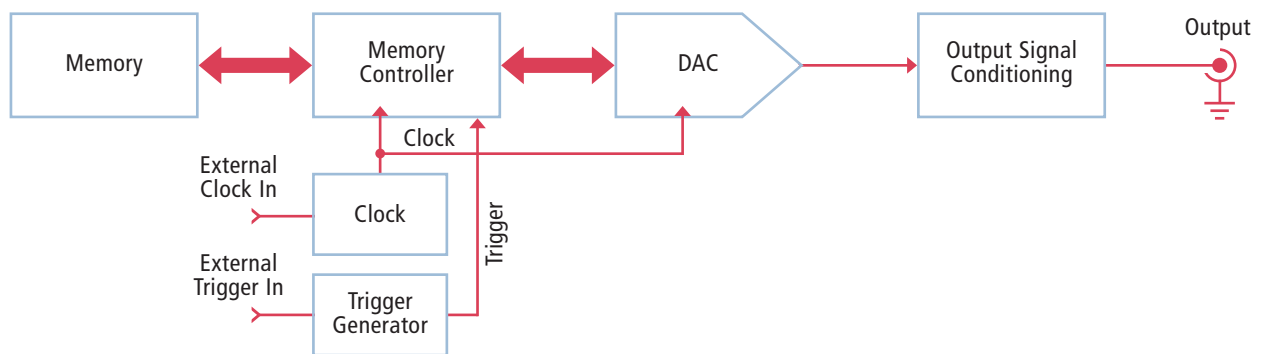 Memory
Memory
Controller
DAC
Output Signal
Conditioning
Output
Clock
External
Clock In
Clock
Trigger
External
Trigger In
Trigger
Generator